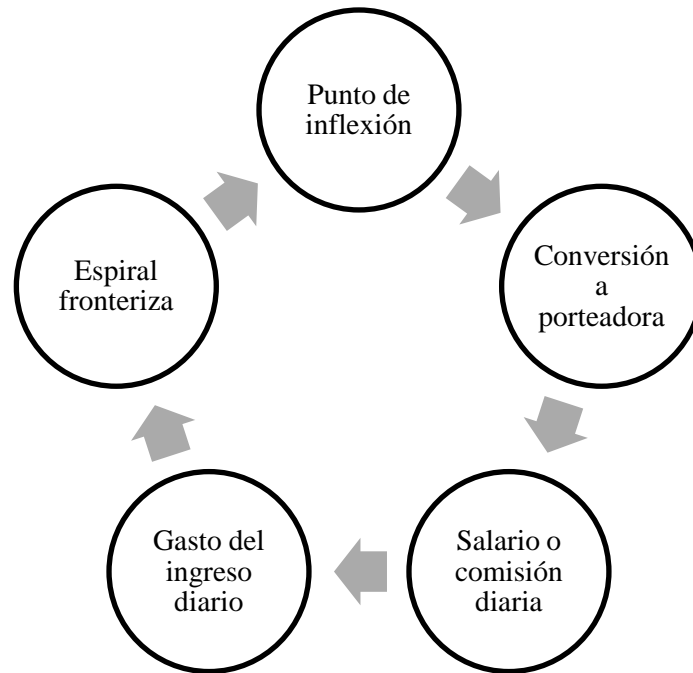 Punto de
inflexión
Conversión
a
porteadora
Salario o
comisión
diaria
Gasto del
ingreso
diario
Espiral
fronteriza